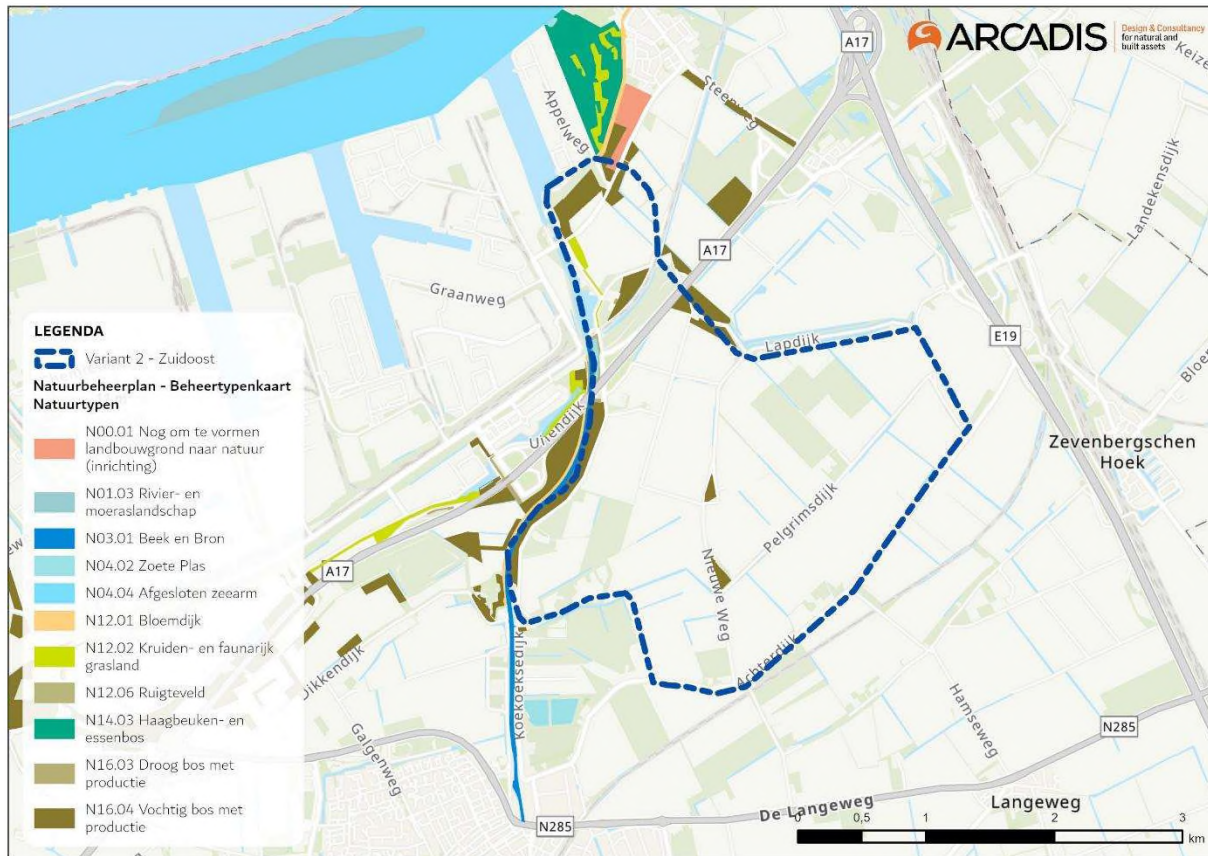 ARCADIS
Design & Consultancy
for natural and
built assets
A17
Keize
Steenweg
Appelweg
Landekensdijk
A17
Graanweg
LEGENDA
Variant 2 - Zuidoost
Natuurbeheerplan - Beheertypenkaart
Natuurtypen
N00.01 Nog om te vormen
landbouwgrond naar natuur
(inrichting)
N01.03 Rivier- en
moeraslandschap
N03.01 Beek en Bron
N04.02 Zoete Plas
N04.04 Afgesloten zeearm
N12.01 Bloemdijk
N12.02 Kruiden- en faunarijk
grasland
N12.06 Ruigteveld
N14.03 Haagbeuken- en
essenbos
N16.03 Droog bos met
productie
N16.04 Vochtig bos met
productie
Lapdijk
E19
Bloer
Uilendijk
Zevenbergschen
Hoek
Pelgrimsdijk
A17
Nieuwe Weg
Achterdijk
Dikkendijk
Koekoeksedijk
Galgenweg
Hamseweg
N285
N285
De Langeweg
Langeweg
0 0,5 1 2 3
km